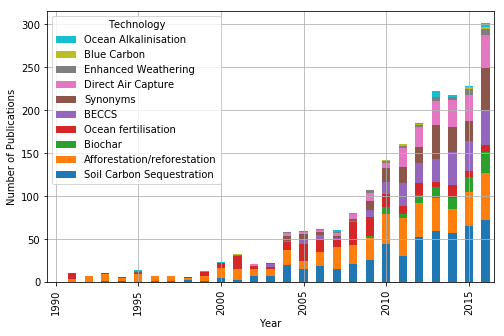 Technology
Ocean Alkalinisation
Blue Carbon
Enhanced Weathering
Direct Air Capture
Synonyms
BECCS
Ocean fertilisation
Biochar
Afforestation/reforestation
Soil Carbon Sequestration
Number of Publications
300
250
200
150
100
50
0
1990
1995
2000
2005
2010
2015
Year